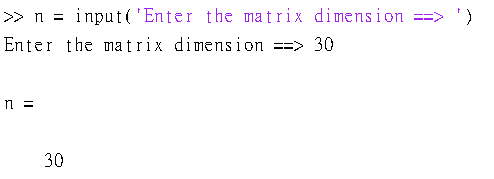 >> n = input('Enter the matrix dimension ==> ')
Enter the matrix dimension ==> 30
n =
30